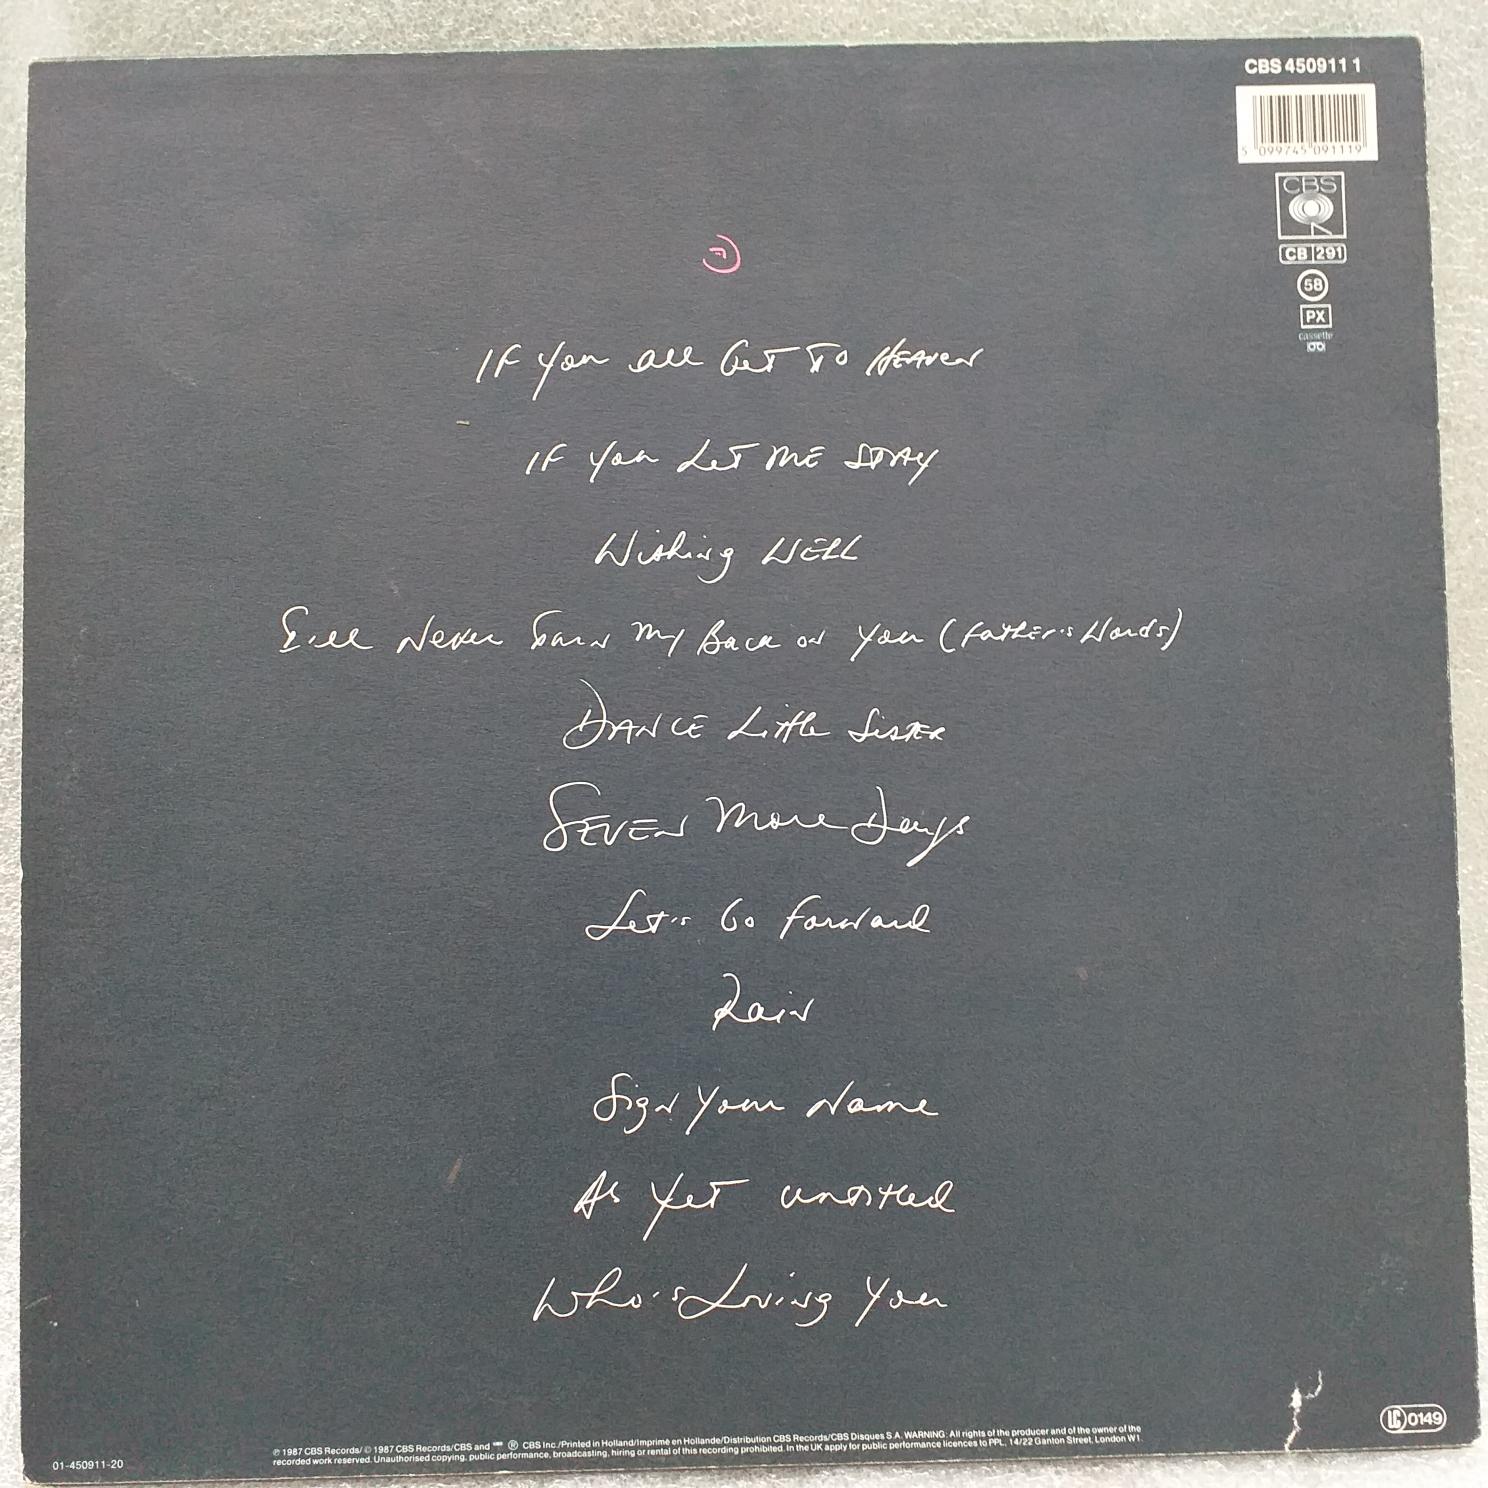 CBS 450911 1
5 099745 091119
CBS
CB 291
58
PX
cassette
IF You all Get To HEAVEN
IF You Let ME STAY
Wishing WELL
I'll Never Turn My Back on You (Father's Words)
DANCE Little SISTER
SEVEN More Days
Let's Go Forward
Rain
Sign Your Name
As Yet Untitled
Who's Loving You
LC 0149
℗ 1987 CBS Records/ © 1987 CBS Records/CBS and ® CBS Inc./Printed in Holland/Imprimé en Hollande/Distribution CBS Records/CBS Disques S.A. WARNING: All rights of the producer and of the owner of the
recorded work reserved. Unauthorised copying, public performance, broadcasting, hiring or rental of this recording prohibited. In the UK apply for public performance licences to PPL, 14/22 Ganton Street, London W1.
01-450911-20